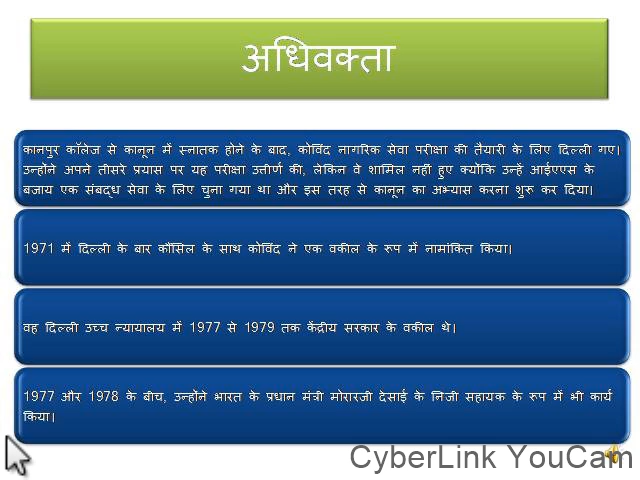 अधिवक्ता
कानपुर कॉलेज से कानून में स्नातक होने के बाद, कोविंद नागरिक सेवा परीक्षा की तैयारी के लिए दिल्ली गए।
उन्होंने अपने तीसरे प्रयास पर यह परीक्षा उत्तीर्ण की, लेकिन वे शामिल नहीं हुए क्योंकि उन्हें आईएएस के
बजाय एक संबद्ध सेवा के लिए चुना गया था और इस तरह से कानून का अभ्यास करना शुरू कर दिया।
1971 में दिल्ली के बार कौंसिल के साथ कोविंद ने एक वकील के रूप में नामांकित किया।
वह दिल्ली उच्च न्यायालय में 1977 से 1979 तक केंद्रीय सरकार के वकील थे।
1977 और 1978 के बीच, उन्होंने भारत के प्रधान मंत्री मोरारजी देसाई के निजी सहायक के रूप में भी कार्य
किया।
CyberLink YouCam